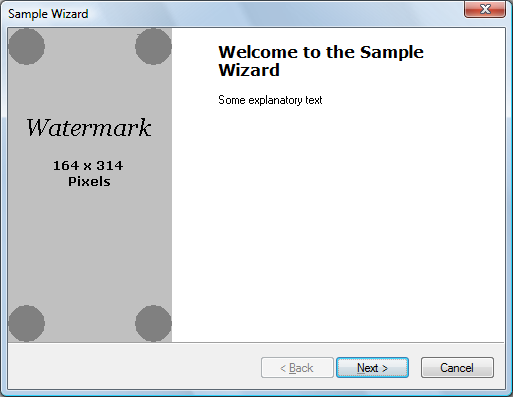 Sample Wizard
Watermark
164 x 314
Pixels
Welcome to the Sample
Wizard
Some explanatory text
< Back
Next >
Cancel